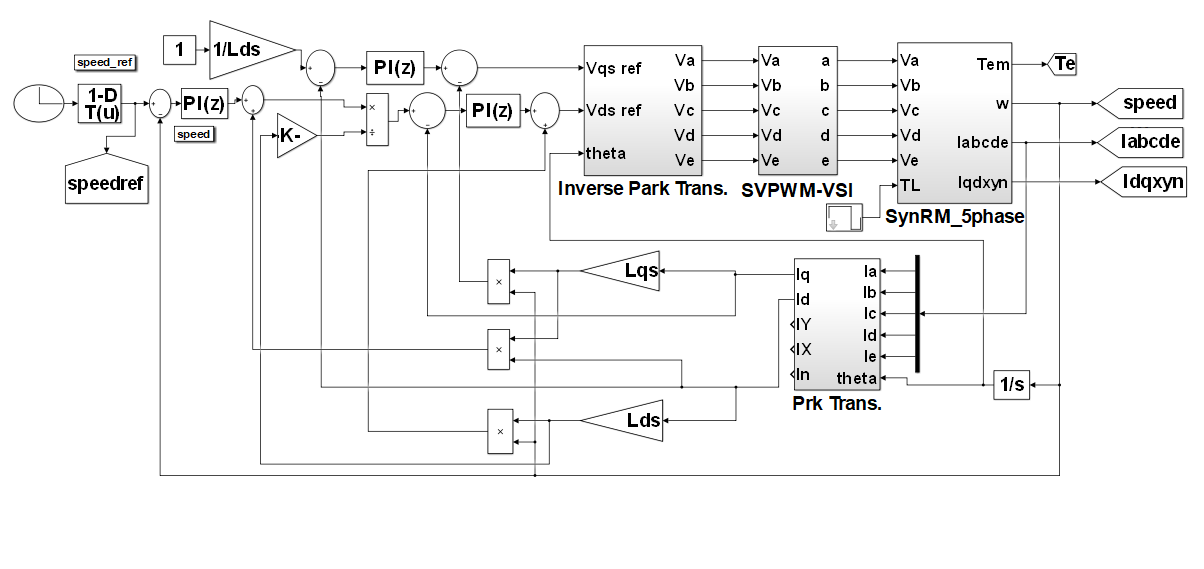 speed_ref
1-D
T(u)
speedref
1
1/Lds
PI(z)
speed
K-
PI(z)
PI(z)
×
÷
Vqs ref
Vds ref
theta
Va
Vb
Vc
Vd
Ve
Inverse Park Trans.
Va
Vb
Vc
Vd
Ve
a
b
c
d
e
SVPWM-VSI
Va
Vb
Vc
Vd
Ve
TL
Tem
w
Iabcde
Iqdxyn
SynRM_5phase
Te
speed
Iabcde
Idqxyn
×
Lqs
×
×
Lds
Iq
Id
IY
IX
In
Ia
Ib
Ic
Id
Ie
theta
Prk Trans.
1/s